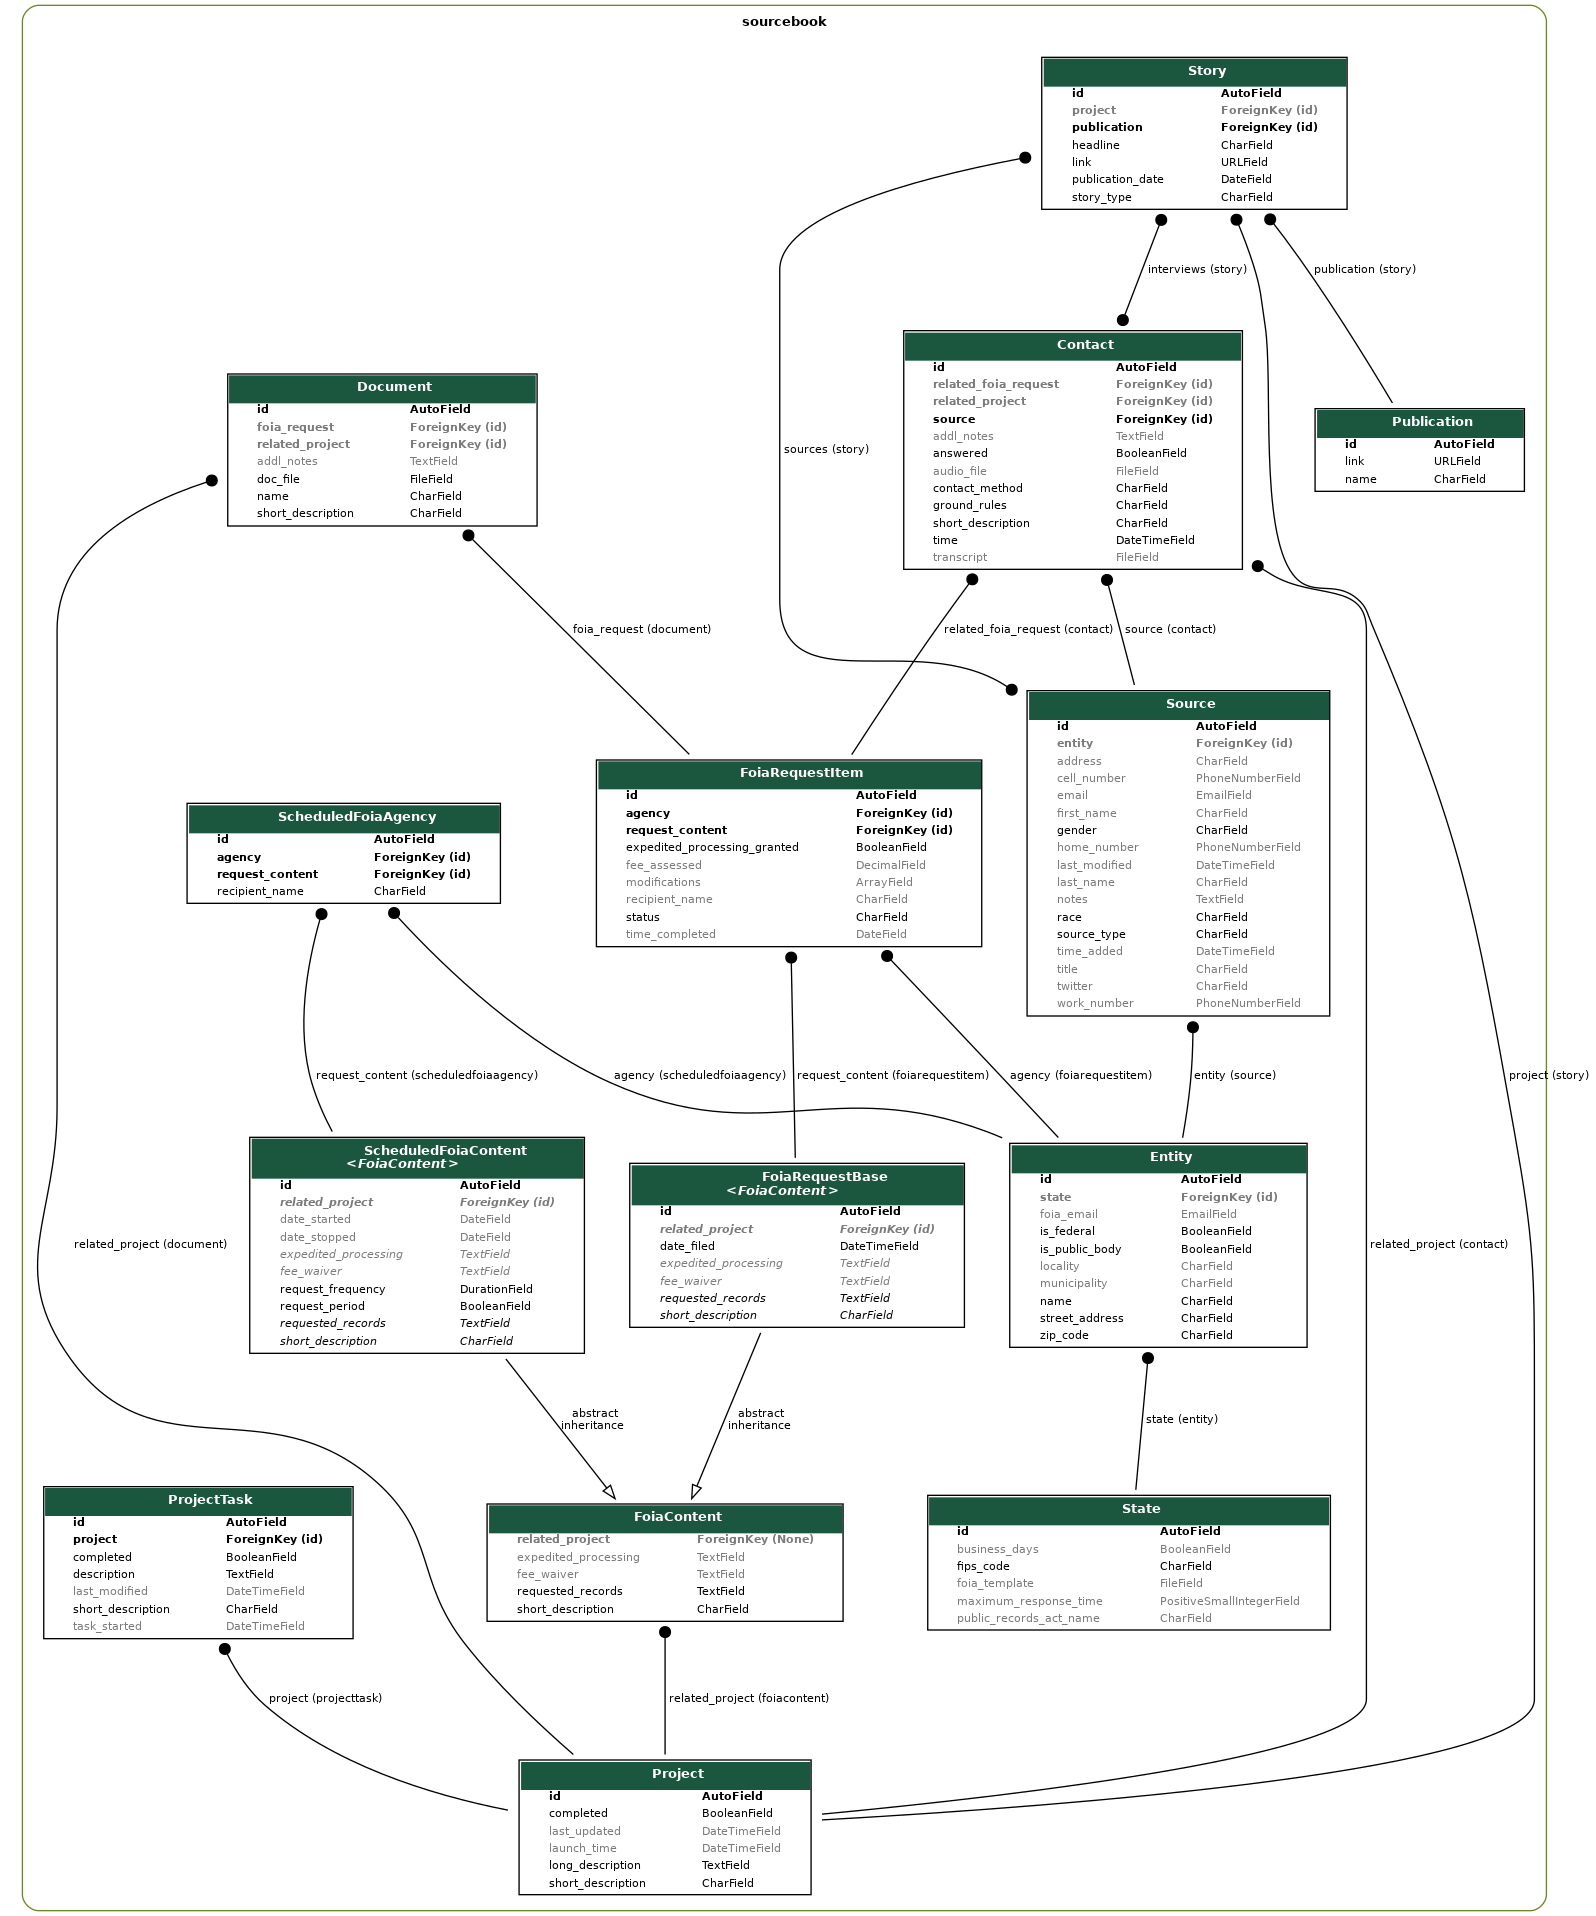 sourcebook
Story
id AutoField
project ForeignKey (id)
publication ForeignKey (id)
headline CharField
link URLField
publication_date DateField
story_type CharField
interviews (story)
publication (story)
Contact
id AutoField
related_foia_request ForeignKey (id)
related_project ForeignKey (id)
source ForeignKey (id)
addl_notes TextField
answered BooleanField
audio_file FileField
contact_method CharField
ground_rules CharField
short_description CharField
time DateTimeField
transcript FileField
Document
id AutoField
foia_request ForeignKey (id)
related_project ForeignKey (id)
addl_notes TextField
doc_file FileField
name CharField
short_description CharField
Publication
id AutoField
link URLField
name CharField
sources (story)
foia_request (document)
related_foia_request (contact)
source (contact)
Source
id AutoField
entity ForeignKey (id)
address CharField
cell_number PhoneNumberField
email EmailField
first_name CharField
gender CharField
home_number PhoneNumberField
last_modified DateTimeField
last_name CharField
notes TextField
race CharField
source_type CharField
time_added DateTimeField
title CharField
twitter CharField
work_number PhoneNumberField
FoiaRequestItem
id AutoField
agency ForeignKey (id)
request_content ForeignKey (id)
expedited_processing_granted BooleanField
fee_assessed DecimalField
modifications ArrayField
recipient_name CharField
status CharField
time_completed DateField
ScheduledFoiaAgency
id AutoField
agency ForeignKey (id)
request_content ForeignKey (id)
recipient_name CharField
request_content (scheduledfoiaagency)
agency (scheduledfoiaagency)
request_content (foiarequestitem)
agency (foiarequestitem)
entity (source)
project (story)
ScheduledFoiaContent
<FoiaContent>
id AutoField
related_project ForeignKey (id)
date_started DateField
date_stopped DateField
expedited_processing TextField
fee_waiver TextField
request_frequency DurationField
request_period BooleanField
requested_records TextField
short_description CharField
FoiaRequestBase
<FoiaContent>
id AutoField
related_project ForeignKey (id)
date_filed DateTimeField
expedited_processing TextField
fee_waiver TextField
requested_records TextField
short_description CharField
Entity
id AutoField
state ForeignKey (id)
foia_email EmailField
is_federal BooleanField
is_public_body BooleanField
locality CharField
municipality CharField
name CharField
street_address CharField
zip_code CharField
related_project (document)
related_project (contact)
abstract
inheritance
abstract
inheritance
state (entity)
ProjectTask
id AutoField
project ForeignKey (id)
completed BooleanField
description TextField
last_modified DateTimeField
short_description CharField
task_started DateTimeField
FoiaContent
related_project ForeignKey (None)
expedited_processing TextField
fee_waiver TextField
requested_records TextField
short_description CharField
State
id AutoField
business_days BooleanField
fips_code CharField
foia_template FileField
maximum_response_time PositiveSmallIntegerField
public_records_act_name CharField
project (projecttask)
related_project (foiacontent)
Project
id AutoField
completed BooleanField
last_updated DateTimeField
launch_time DateTimeField
long_description TextField
short_description CharField